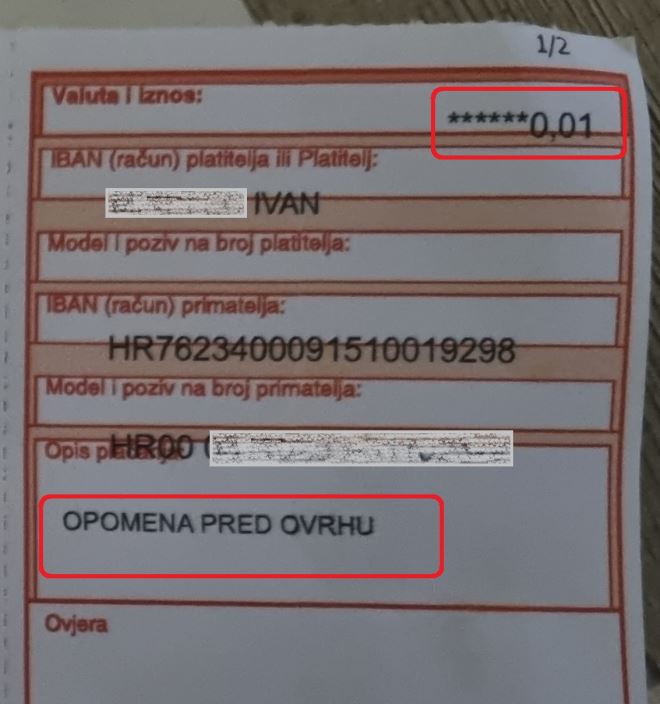 1/2
Valuta i iznos:
******0,01
IBAN (račun) platitelja ili Platitelj:
IVAN
Model i poziv na broj platitelja:
IBAN (račun) primatelja:
HR7623400091510019298
Model i poziv na broj primatelja:
HR00
Opis
OPOMENA PRED OVRHU
Ovjera